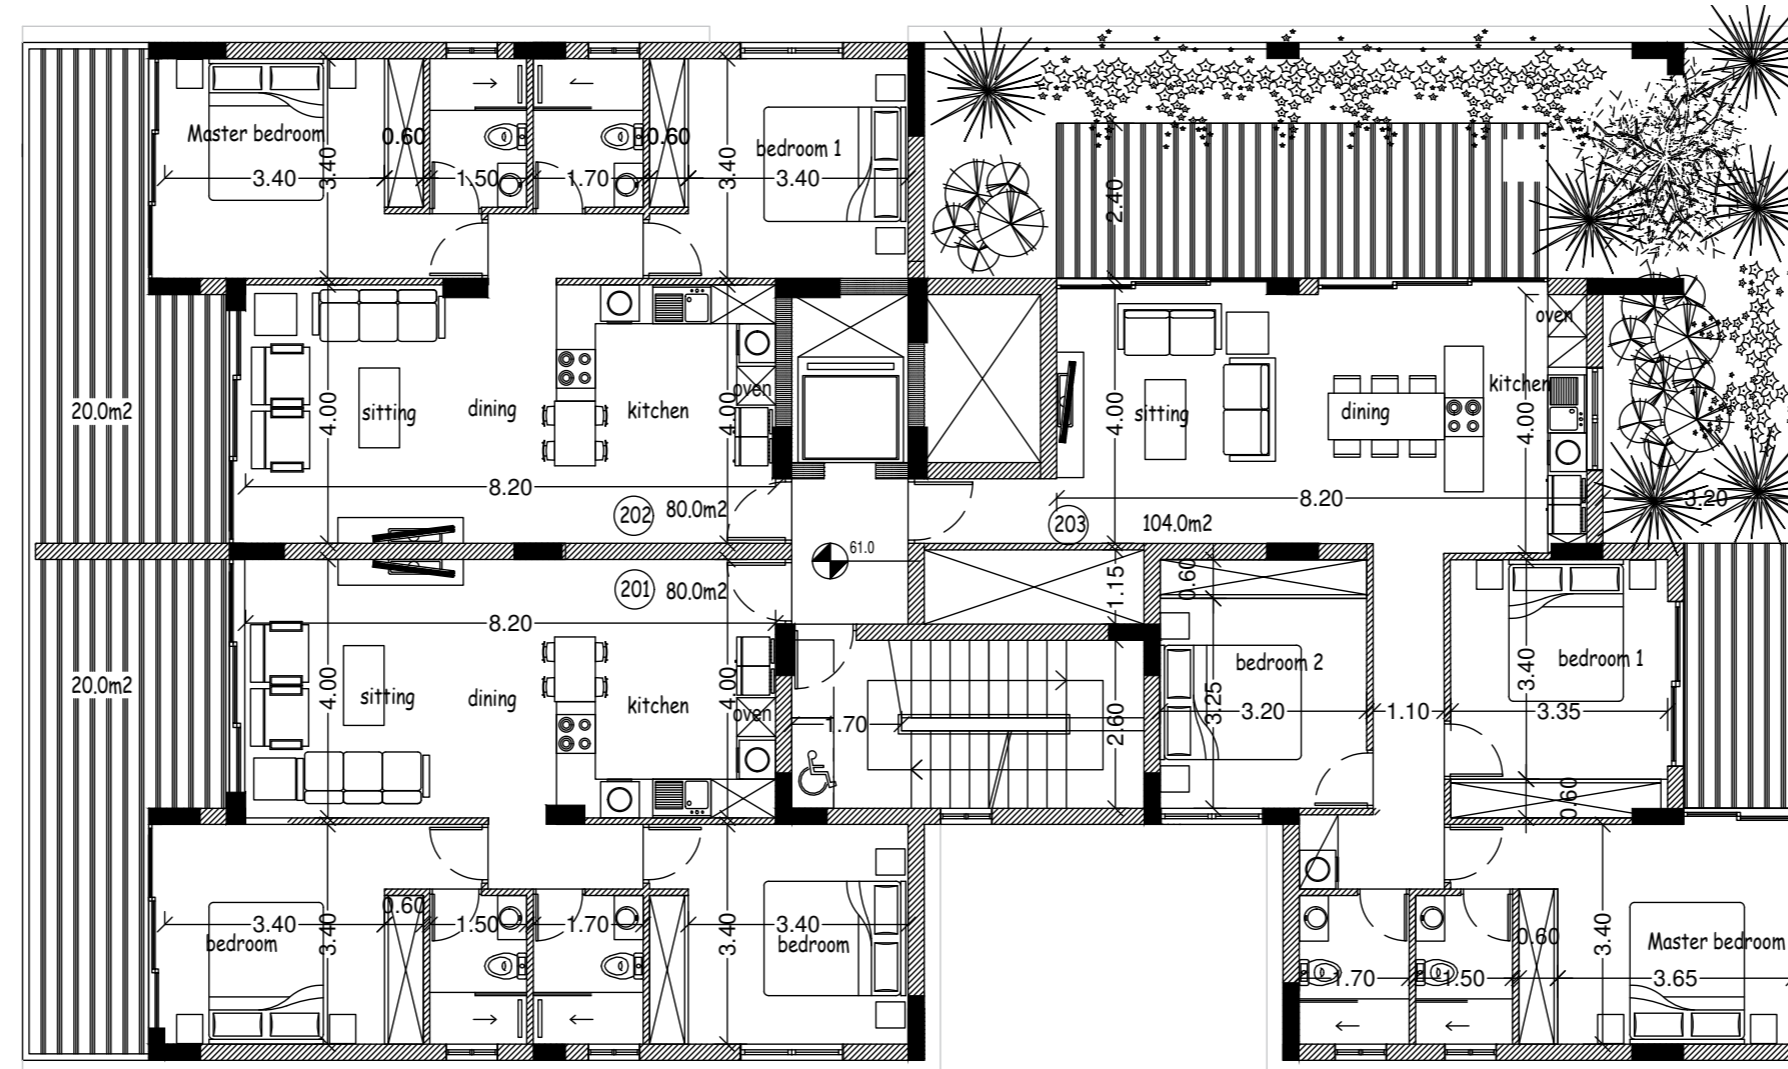 Master bedroom
0.60
0.60
bedroom 1
3.40
3.40
1.50
1.70
3.40
3.40
2.40
oven
20.0m2
sitting
dining
kitchen
oven
4.00
4.00
8.20
202
80.0m2
4.00
sitting
dining
kitchen
4.00
8.20
3.20
203
104.0m2
61.0
201
80.0m2
8.20
20.0m2
4.00
sitting
dining
kitchen
oven
4.00
1.15
0.60
bedroom 2
bedroom 1
3.40
1.70
2.60
3.25
3.20
1.10
3.35
0.60
3.40
0.60
3.40
1.50
1.70
3.40
3.40
bedroom
bedroom
0.60
3.40
Master bedroom
1.70
1.50
3.65